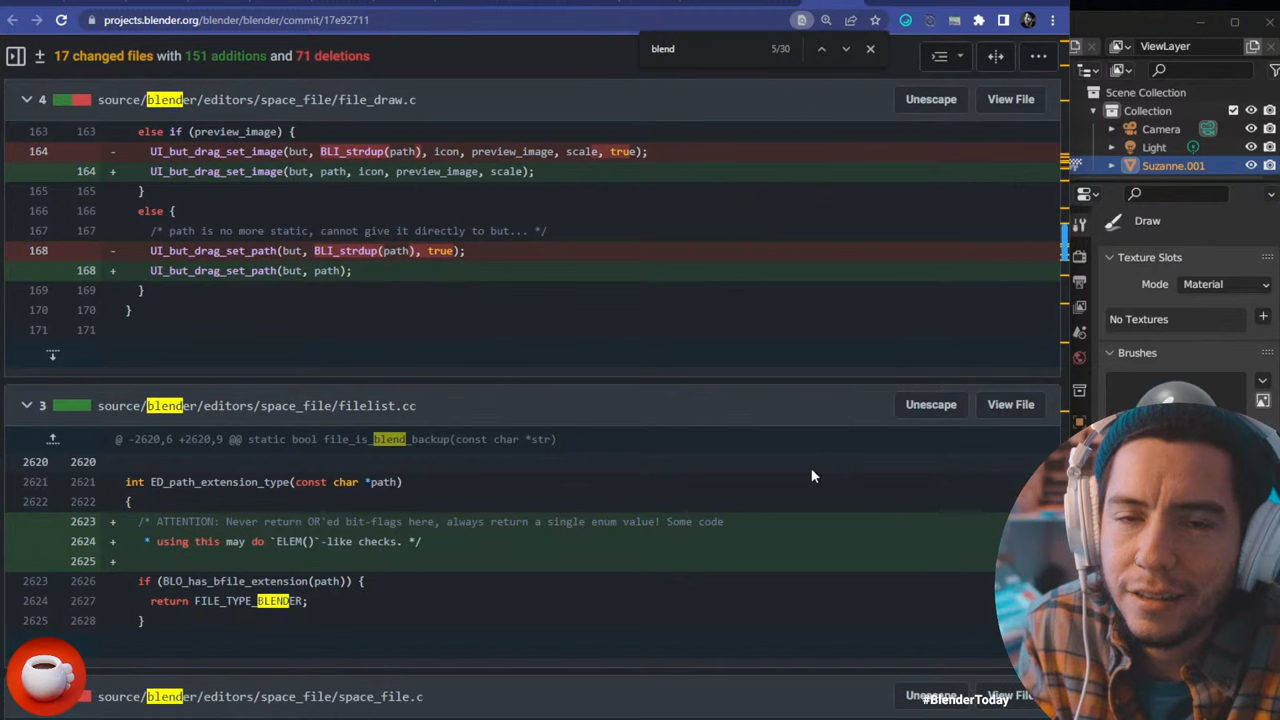 projects.blender.org/blender/blender/commit/17e92711
17 changed files with 151 additions and 71 deletions
blend 5/30
ViewLayer
Scene Collection
Collection
Camera
Light
Suzanne.001
Draw
Texture Slots
Mode Material
No Textures
Brushes
4 source/blender/editors/space_file/file_draw.c Unescape View File
163 163 else if (preview_image) {
164 - UI_but_drag_set_image(but, BLI_strdup(path), icon, preview_image, scale, true);
164 + UI_but_drag_set_image(but, path, icon, preview_image, scale);
165 165 }
166 166 else {
167 167 /* path is no more static, cannot give it directly to but... */
168 - UI_but_drag_set_path(but, BLI_strdup(path), true);
168 + UI_but_drag_set_path(but, path);
169 169 }
170 170 }
171 171
3 source/blender/editors/space_file/filelist.cc Unescape View File
@ -2620,6 +2620,9 @@ static bool file_is_blend_backup(const char *str)
2620 2620
2621 2621 int ED_path_extension_type(const char *path)
2622 2622 {
2623 + /* ATTENTION: Never return OR'ed bit-flags here, always return a single enum value! Some code
2624 + * using this may do `ELEM()`-like checks. */
2625 +
2623 2626 if (BLO_has_bfile_extension(path)) {
2624 2627 return FILE_TYPE_BLENDER;
2625 2628 }
source/blender/editors/space_file/space_file.c
#BlenderToday